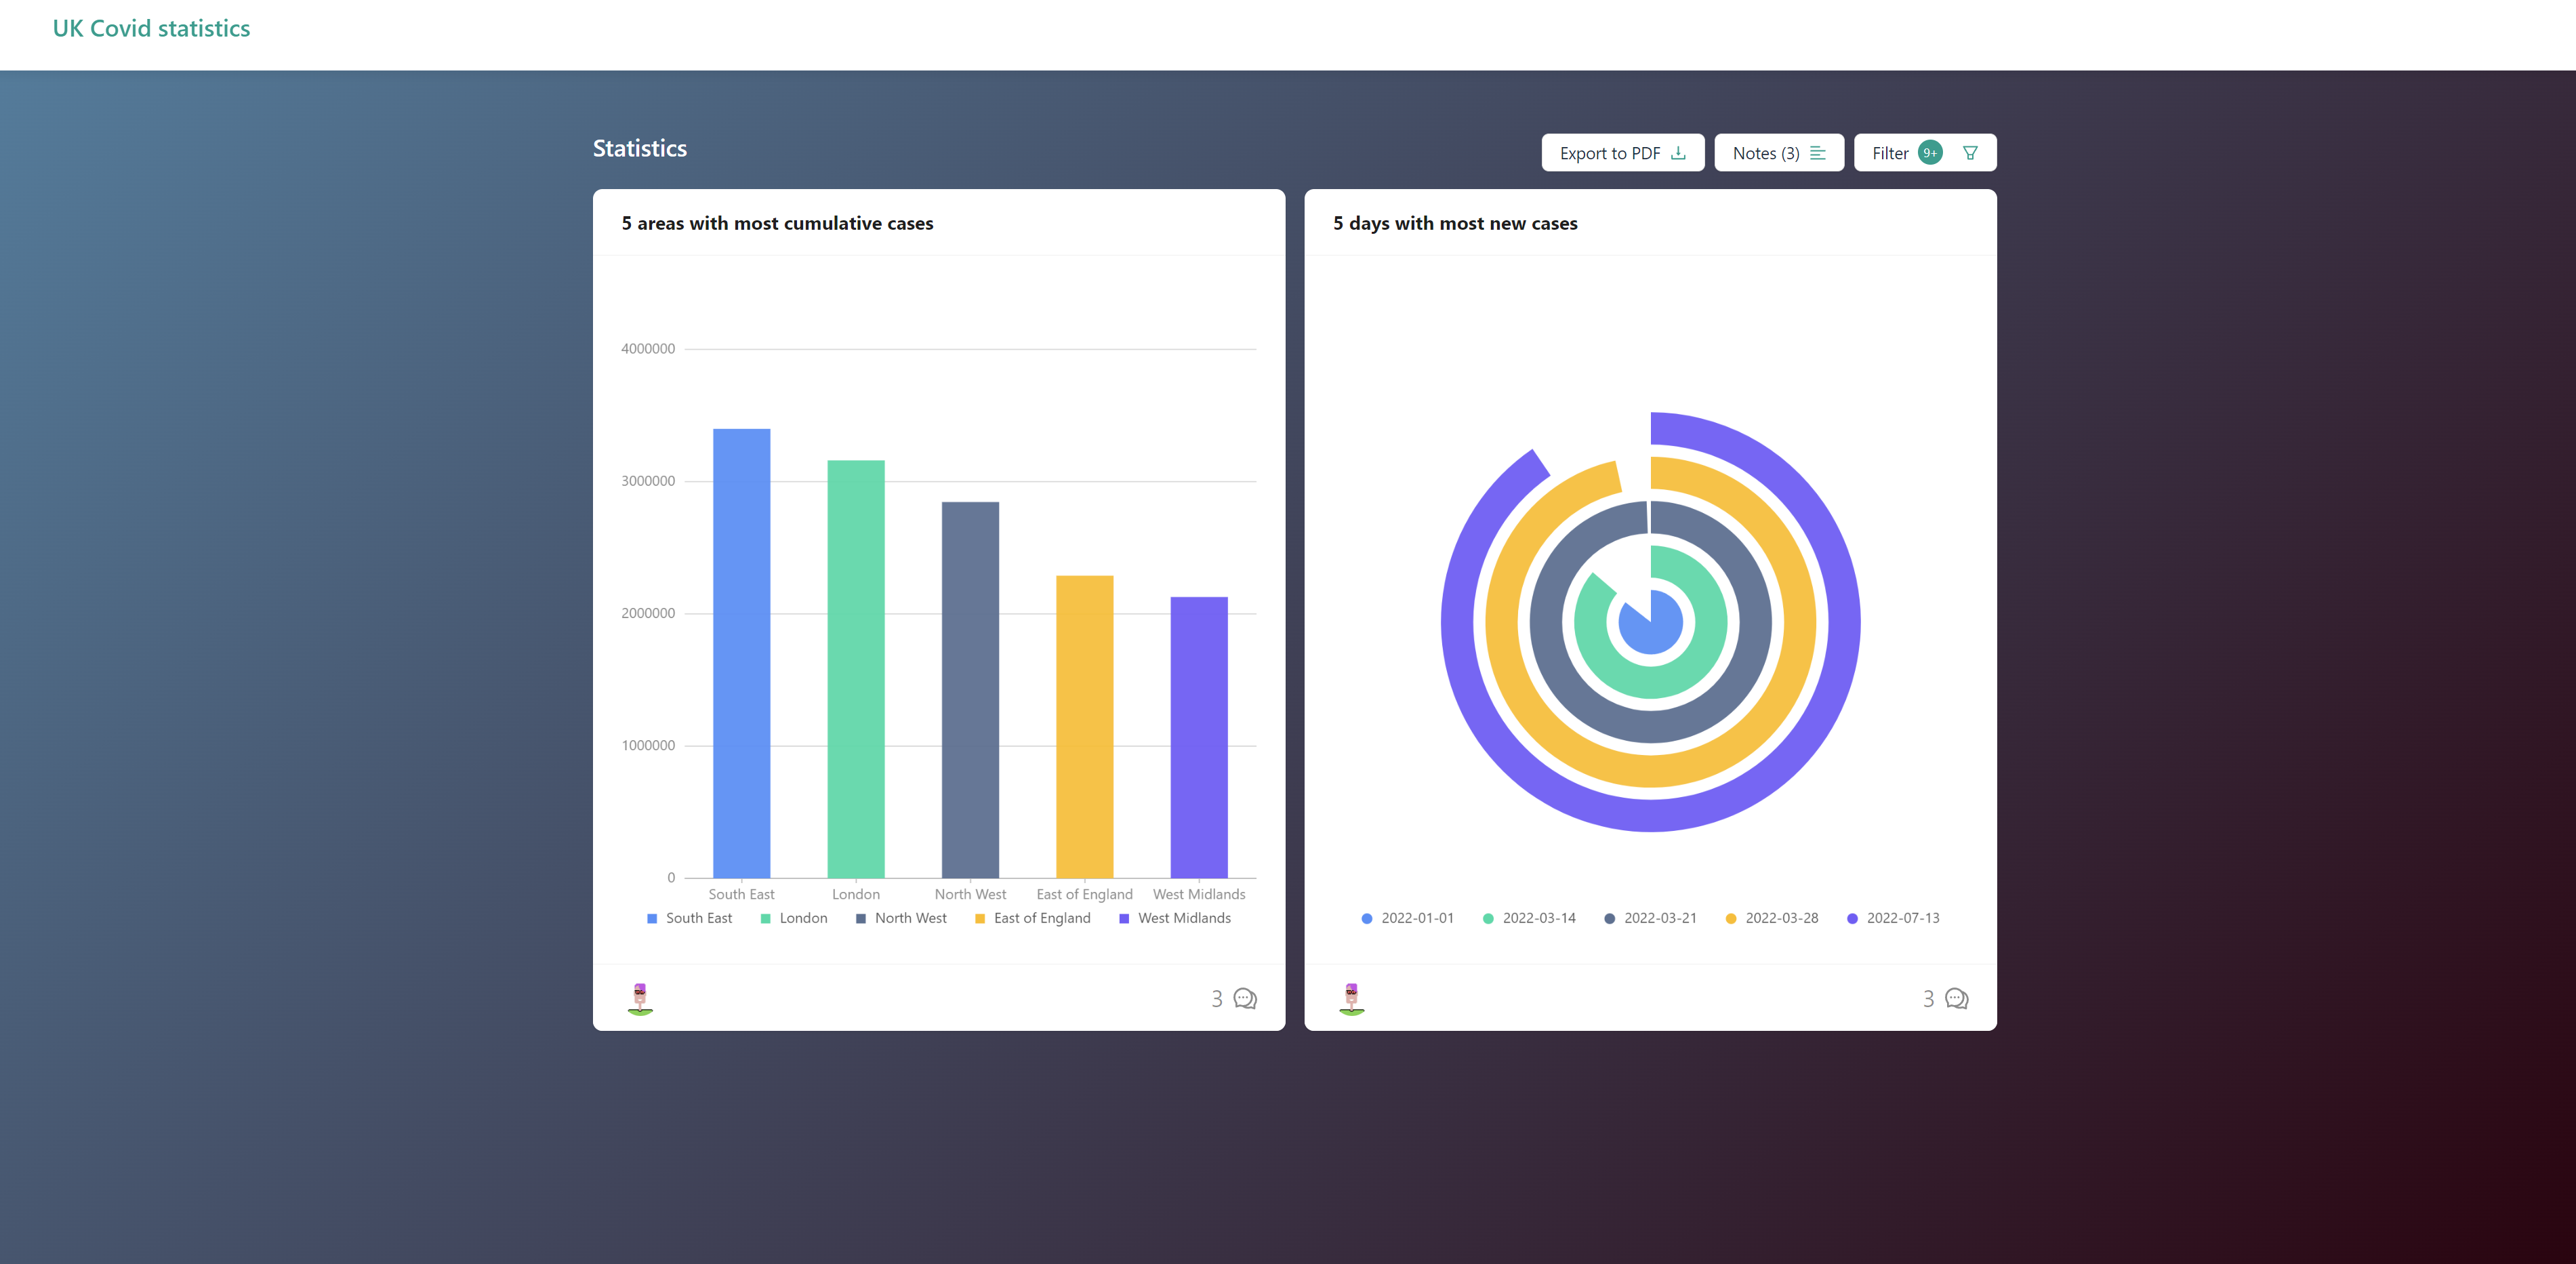 UK Covid statistics
Statistics
Export to PDF
Notes (3)
Filter 9+
5 areas with most cumulative cases
4000000
3000000
2000000
1000000
0
South East London North West East of England West Midlands
South East London North West East of England West Midlands
3
5 days with most new cases
2022-01-01 2022-03-14 2022-03-21 2022-03-28 2022-07-13
3